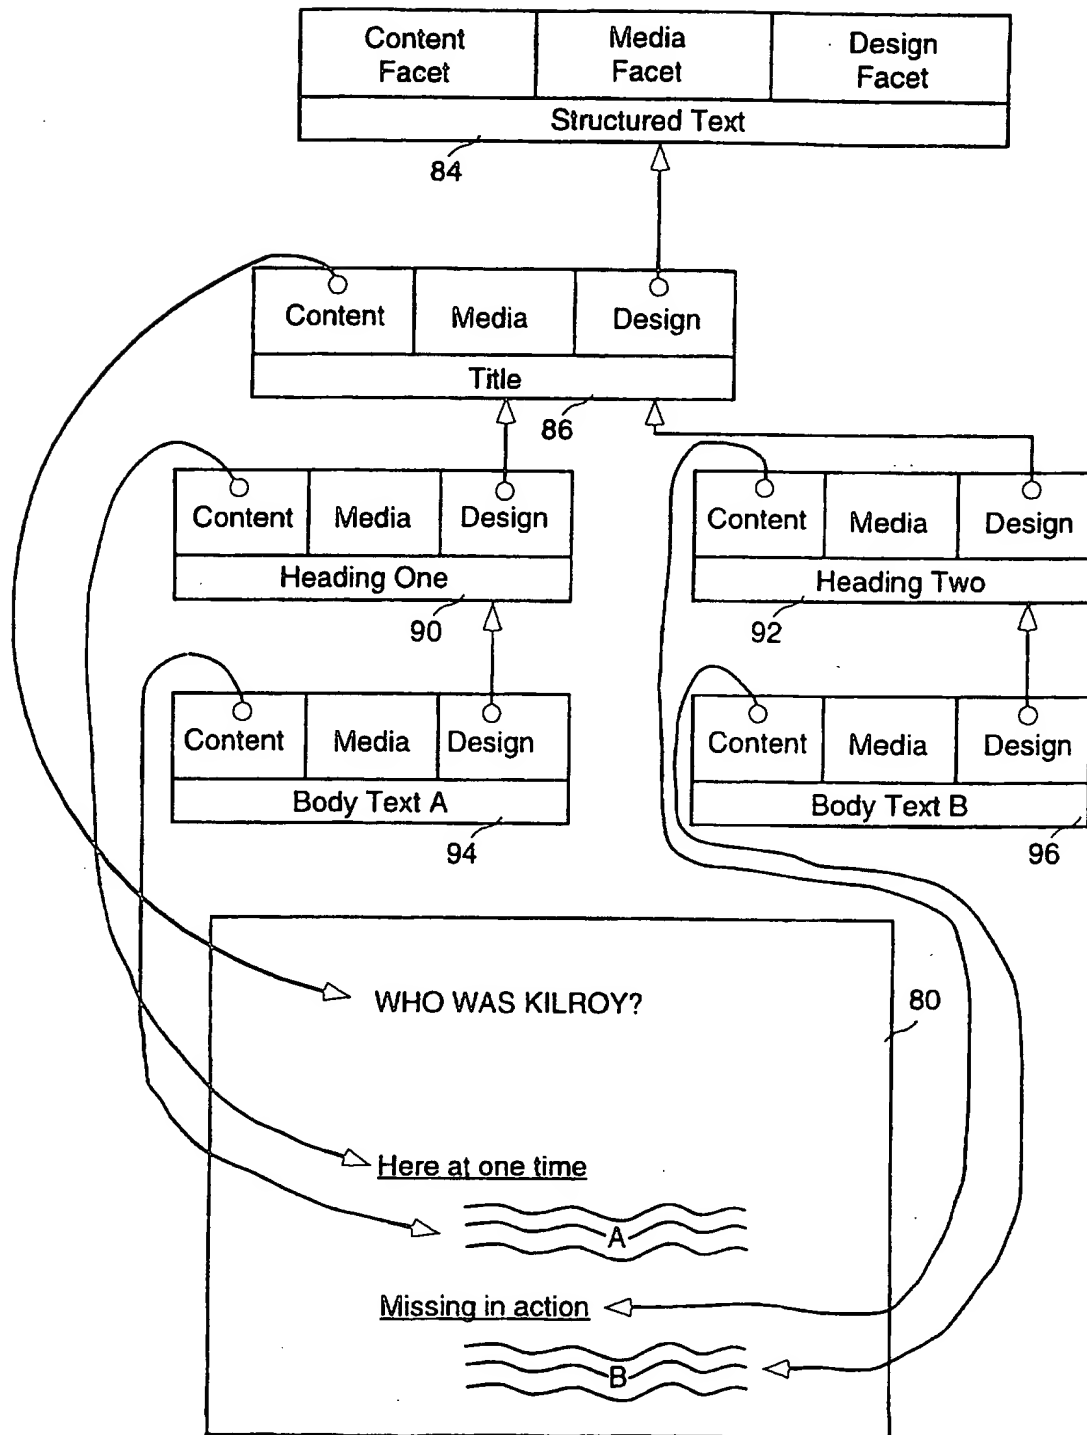 Content Facet
Media Facet
Design Facet
Structured Text
84
Content
Media
Design
Title
86
Content
Media
Design
Heading One
90
Content
Media
Design
Heading Two
92
Content
Media
Design
Body Text A
94
Content
Media
Design
Body Text B
96
80
WHO WAS KILROY?
Here at one time
A
Missing in action
B